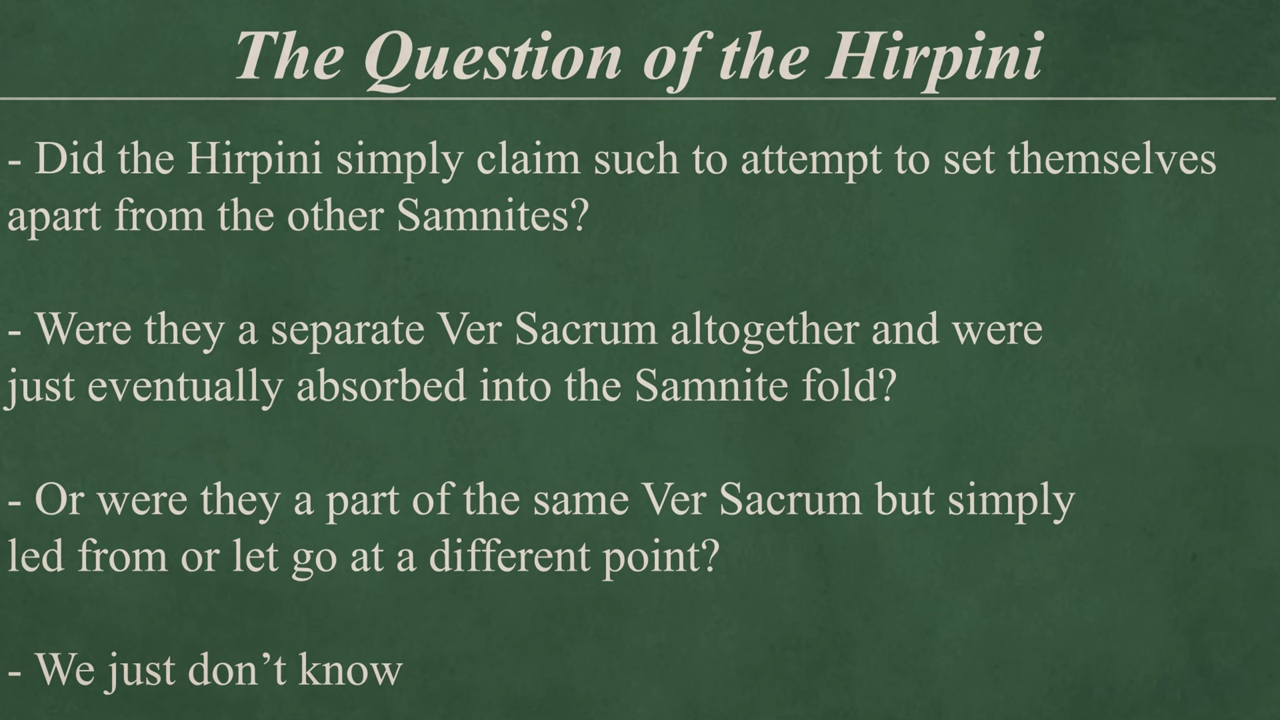 The Question of the Hirpini
- Did the Hirpini simply claim such to attempt to set themselves
apart from the other Samnites?
- Were they a separate Ver Sacrum altogether and were
just eventually absorbed into the Samnite fold?
- Or were they a part of the same Ver Sacrum but simply
led from or let go at a different point?
- We just don’t know